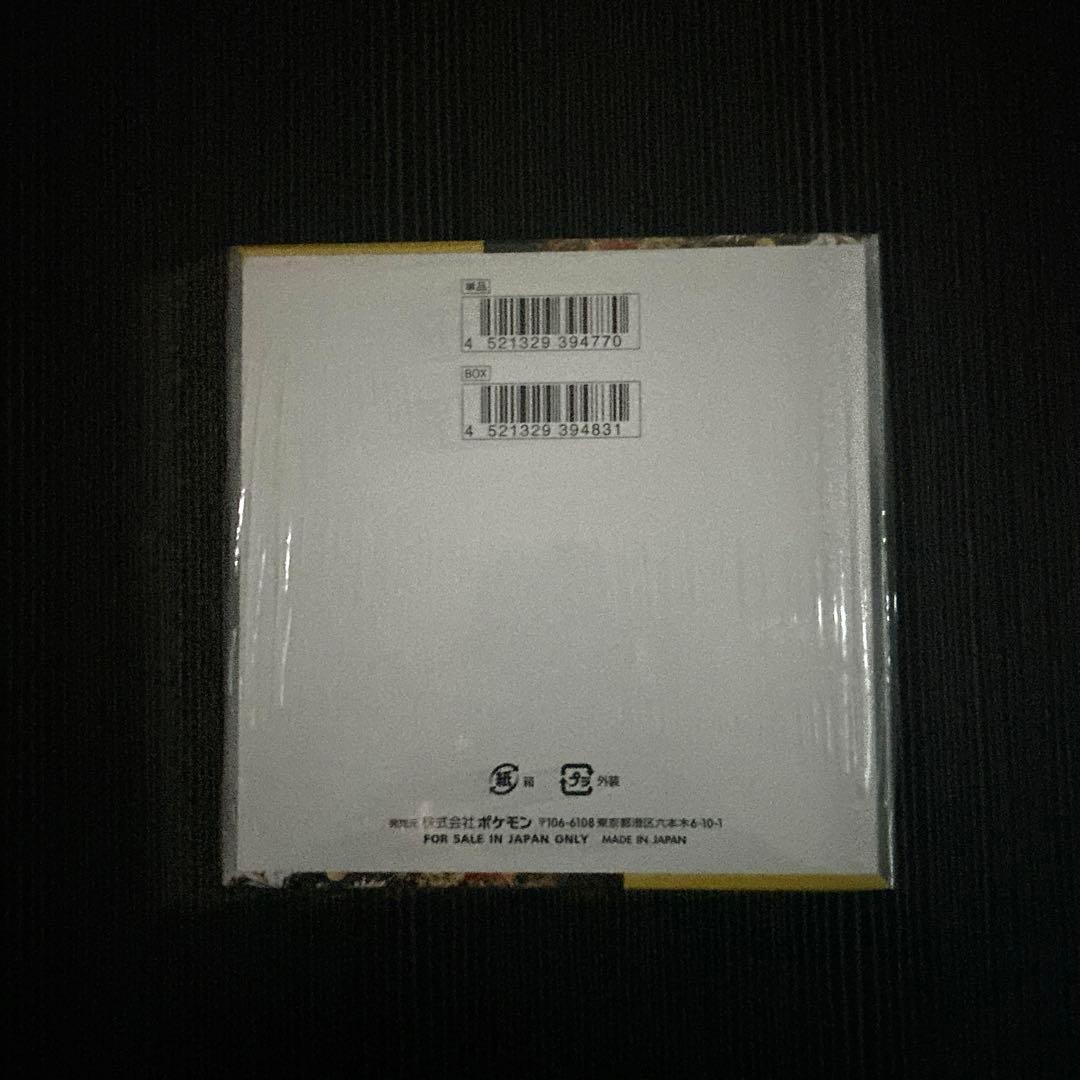 単品
4 521329 394770
BOX
4 521329 394831
紙 箱 プラ 外装
発売元 株式会社ポケモン 〒106-6108 東京都港区六本木6-10-1
FOR SALE IN JAPAN ONLY MADE IN JAPAN